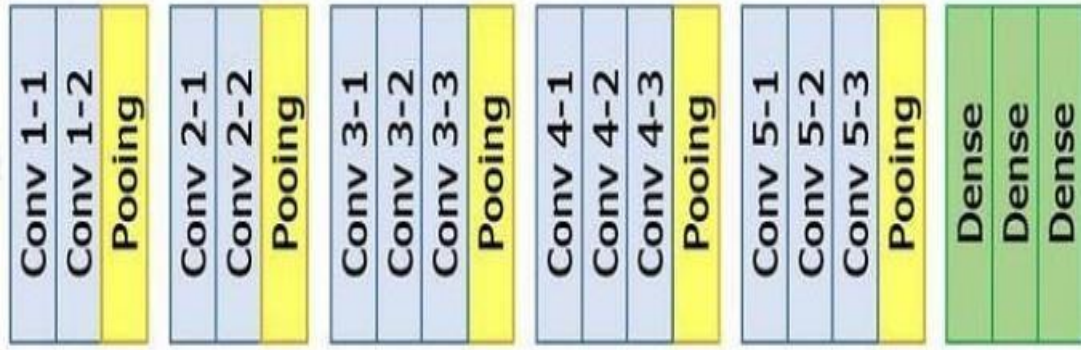 Conv 1-1
Conv 1-2
Pooing
Conv 2-1
Conv 2-2
Pooing
Conv 3-1
Conv 3-2
Conv 3-3
Pooing
Conv 4-1
Conv 4-2
Conv 4-3
Pooing
Conv 5-1
Conv 5-2
Conv 5-3
Pooing
Dense
Dense
Dense